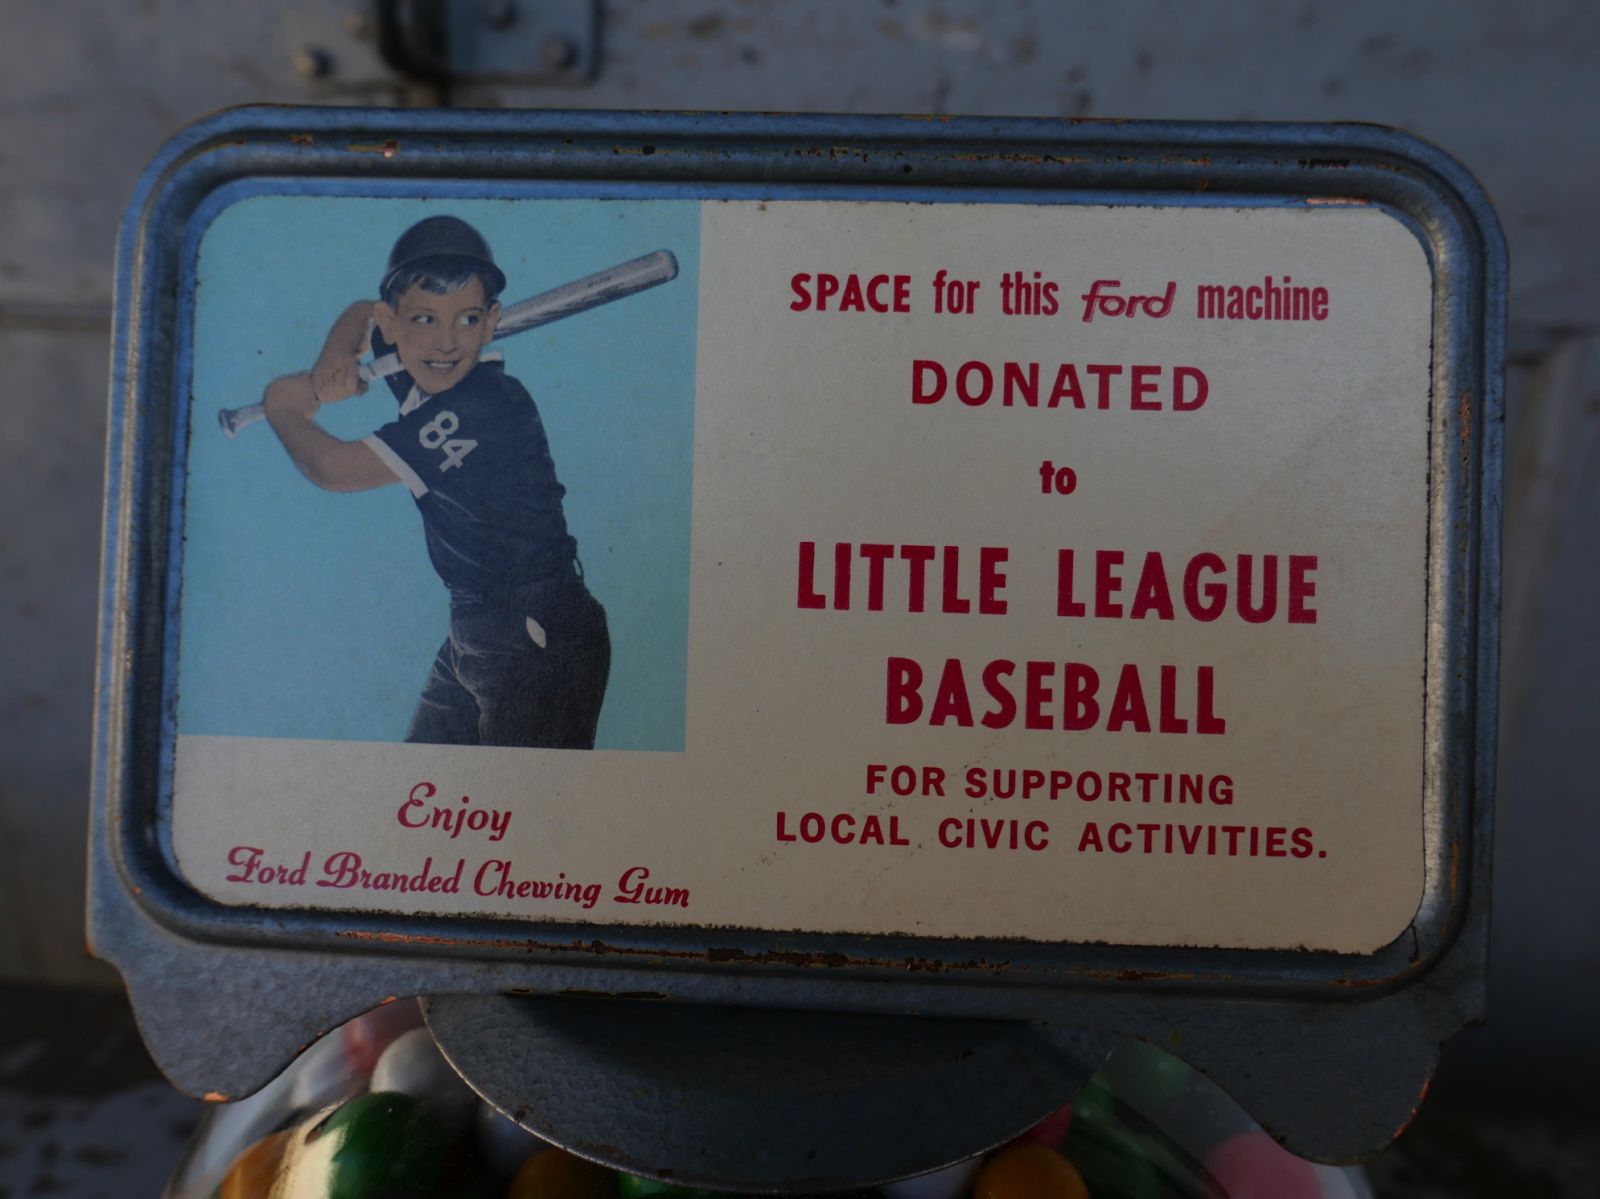 84
Enjoy
Ford Branded Chewing Gum
SPACE for this ford machine
DONATED
to
LITTLE LEAGUE
BASEBALL
FOR SUPPORTING
LOCAL CIVIC ACTIVITIES.